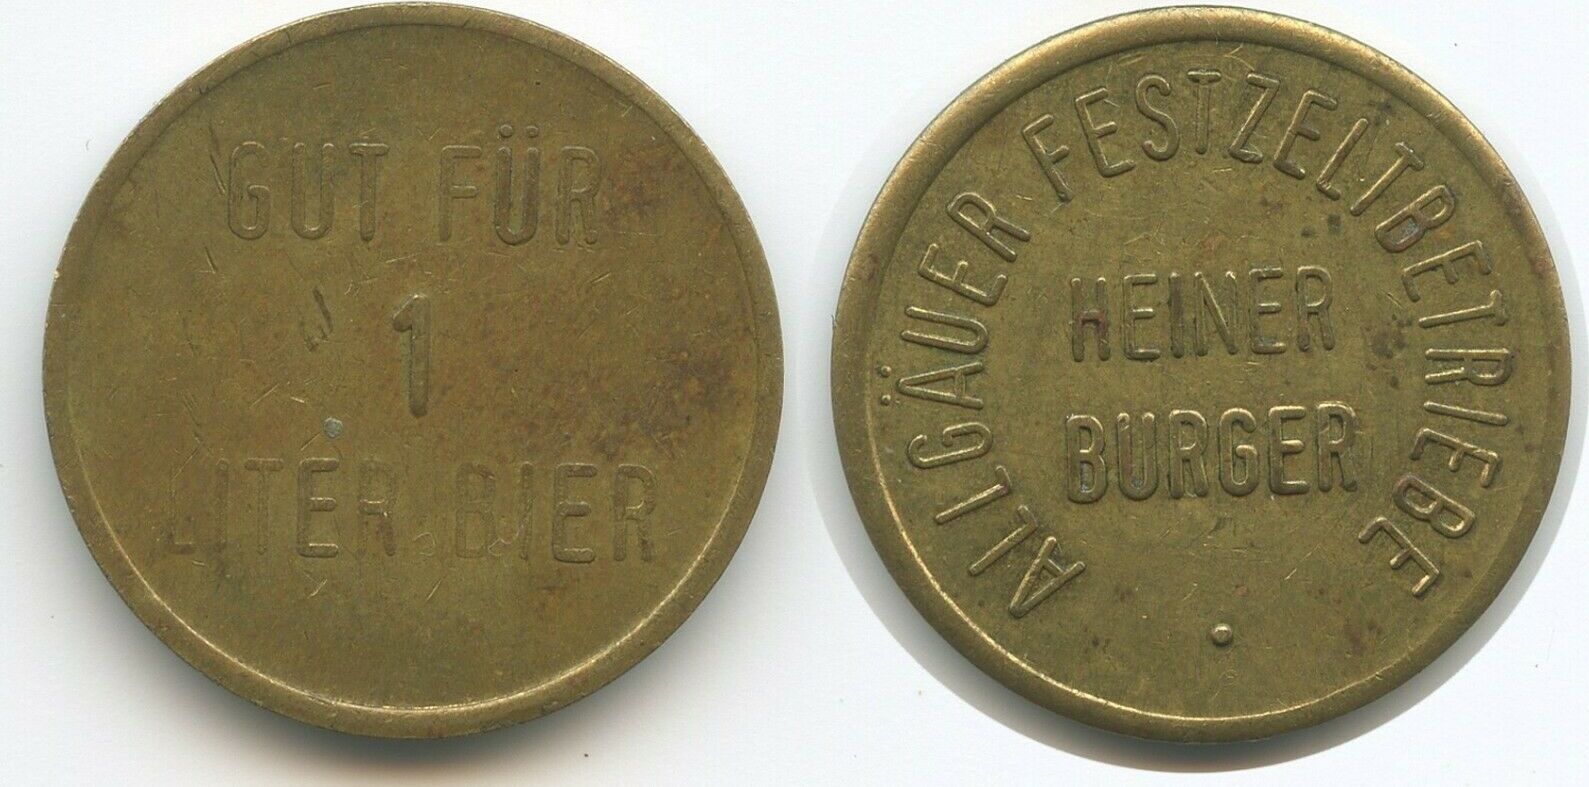 GUT FÜR
1
LITER BIER
ALLGÄUER FESTZELTBETRIEBE
HEINER
BURGER